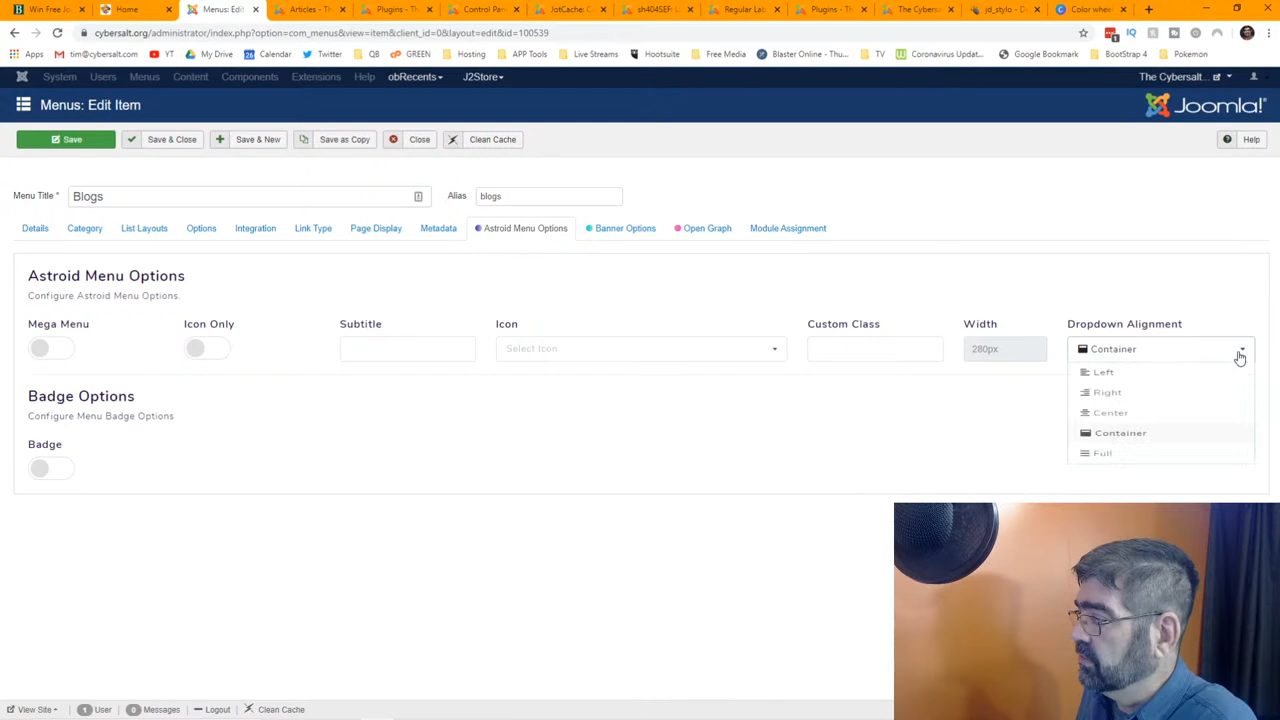 Win Free Jo
Home
Menus: Edit
Articles - Th
Plugins - Th
Control Pan
JotCache: C
sh404SEF: L
Regular Lab
Plugins - Th
The Cybersa
jd_stylo - D
Color whee
cybersalt.org/administrator/index.php?option=com_menus&view=item&client_id=0&layout=edit&id=100539
Apps YT My Drive Calendar Twitter QB GREEN Hosting APP Tools Live Streams Hootsuite Free Media Blaster Online - Thu... TV Coronavirus Updat... Google Bookmark BootStrap 4 Pokemon
System Users Menus Content Components Extensions Help obRecents J2Store The Cybersalt...
Menus: Edit Item Joomla!
Save Save & Close Save & New Save as Copy Close Clean Cache Help
Menu Title * Blogs Alias blogs
Details Category List Layouts Options Integration Link Type Page Display Metadata Astroid Menu Options Banner Options Open Graph Module Assignment
Astroid Menu Options
Configure Astroid Menu Options.
Mega Menu Icon Only Subtitle Icon Custom Class Width Dropdown Alignment
Select Icon 280px Container
Left
Right
Center
Container
Full
Badge Options
Configure Menu Badge Options
Badge
View Site 1 User 0 Messages Logout Clean Cache